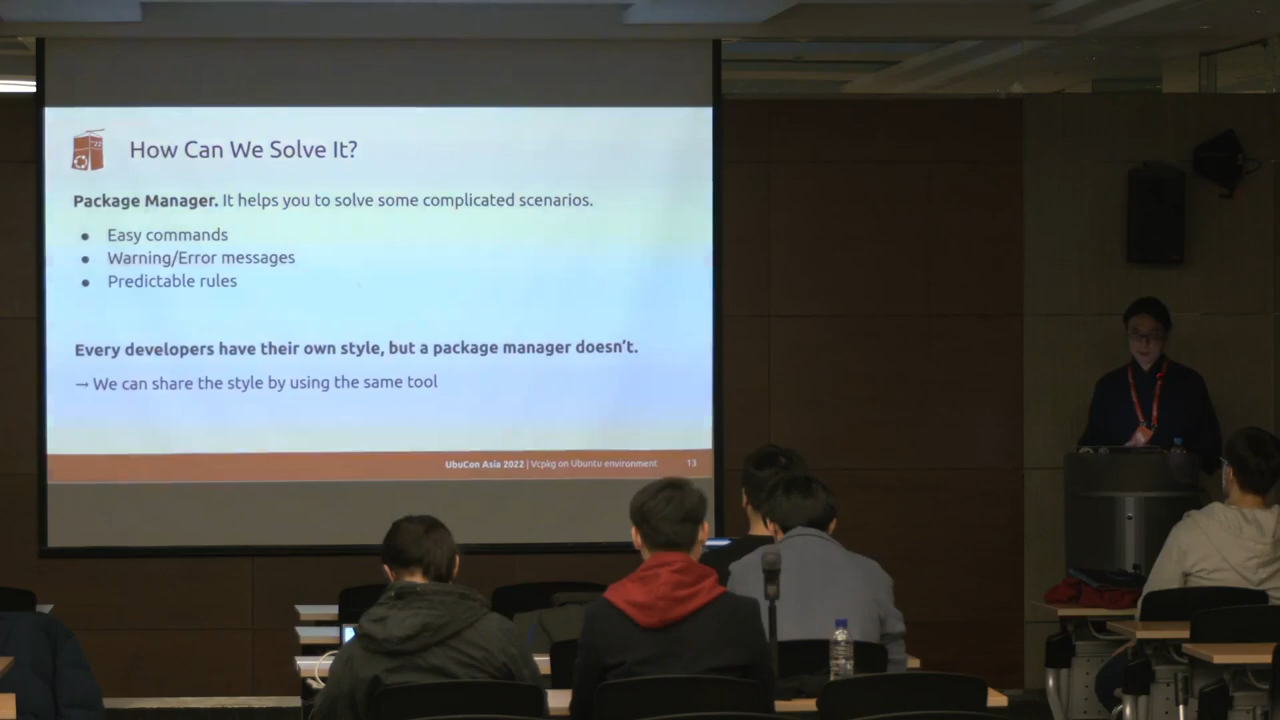 '22
How Can We Solve It?
Package Manager. It helps you to solve some complicated scenarios.
● Easy commands
● Warning/Error messages
● Predictable rules
Every developers have their own style, but a package manager doesn't.
→ We can share the style by using the same tool
UbuCon Asia 2022 | Vcpkg on Ubuntu environment 13